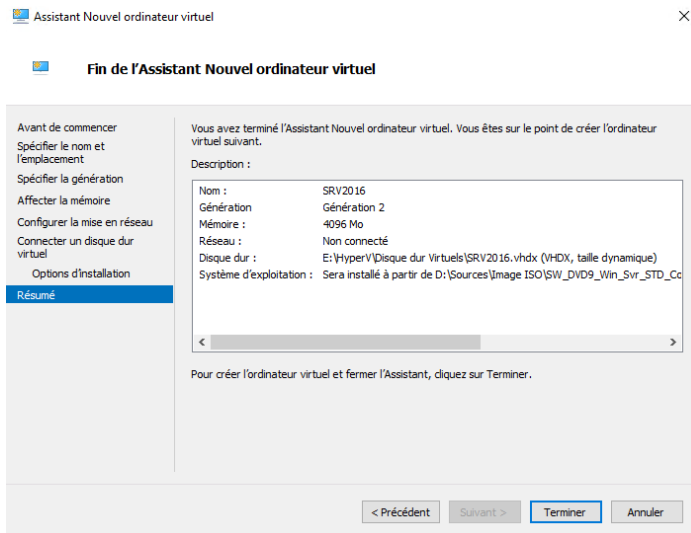 Assistant Nouvel ordinateur virtuel
Fin de l'Assistant Nouvel ordinateur virtuel
Avant de commencer
Spécifier le nom et
l'emplacement
Spécifier la génération
Affecter la mémoire
Configurer la mise en réseau
Connecter un disque dur
virtuel
Options d'installation
Résumé
Vous avez terminé l'Assistant Nouvel ordinateur virtuel. Vous êtes sur le point de créer l'ordinateur
virtuel suivant.
Description :
Nom : SRV2016
Génération Génération 2
Mémoire : 4096 Mo
Réseau : Non connecté
Disque dur : E:\HyperV\Disque dur Virtuels\SRV2016.vhdx (VHDX, taille dynamique)
Système d'exploitation : Sera installé à partir de D:\Sources\Image ISO\SW_DVD9_Win_Svr_STD_Co
Pour créer l'ordinateur virtuel et fermer l'Assistant, cliquez sur Terminer.
< Précédent Suivant > Terminer Annuler